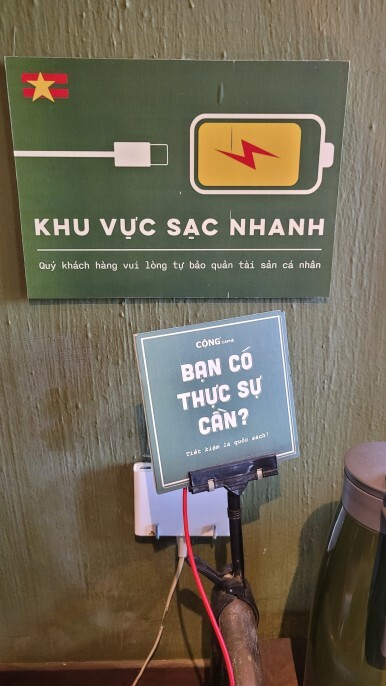 KHU VỰC SẠC NHANH
Quý khách hàng vui lòng tự bảo quản tài sản cá nhân
CỘNG CAPHE
BẠN CÓ
THỰC SỰ
CẦN?
Tiết kiệm là quốc sách!